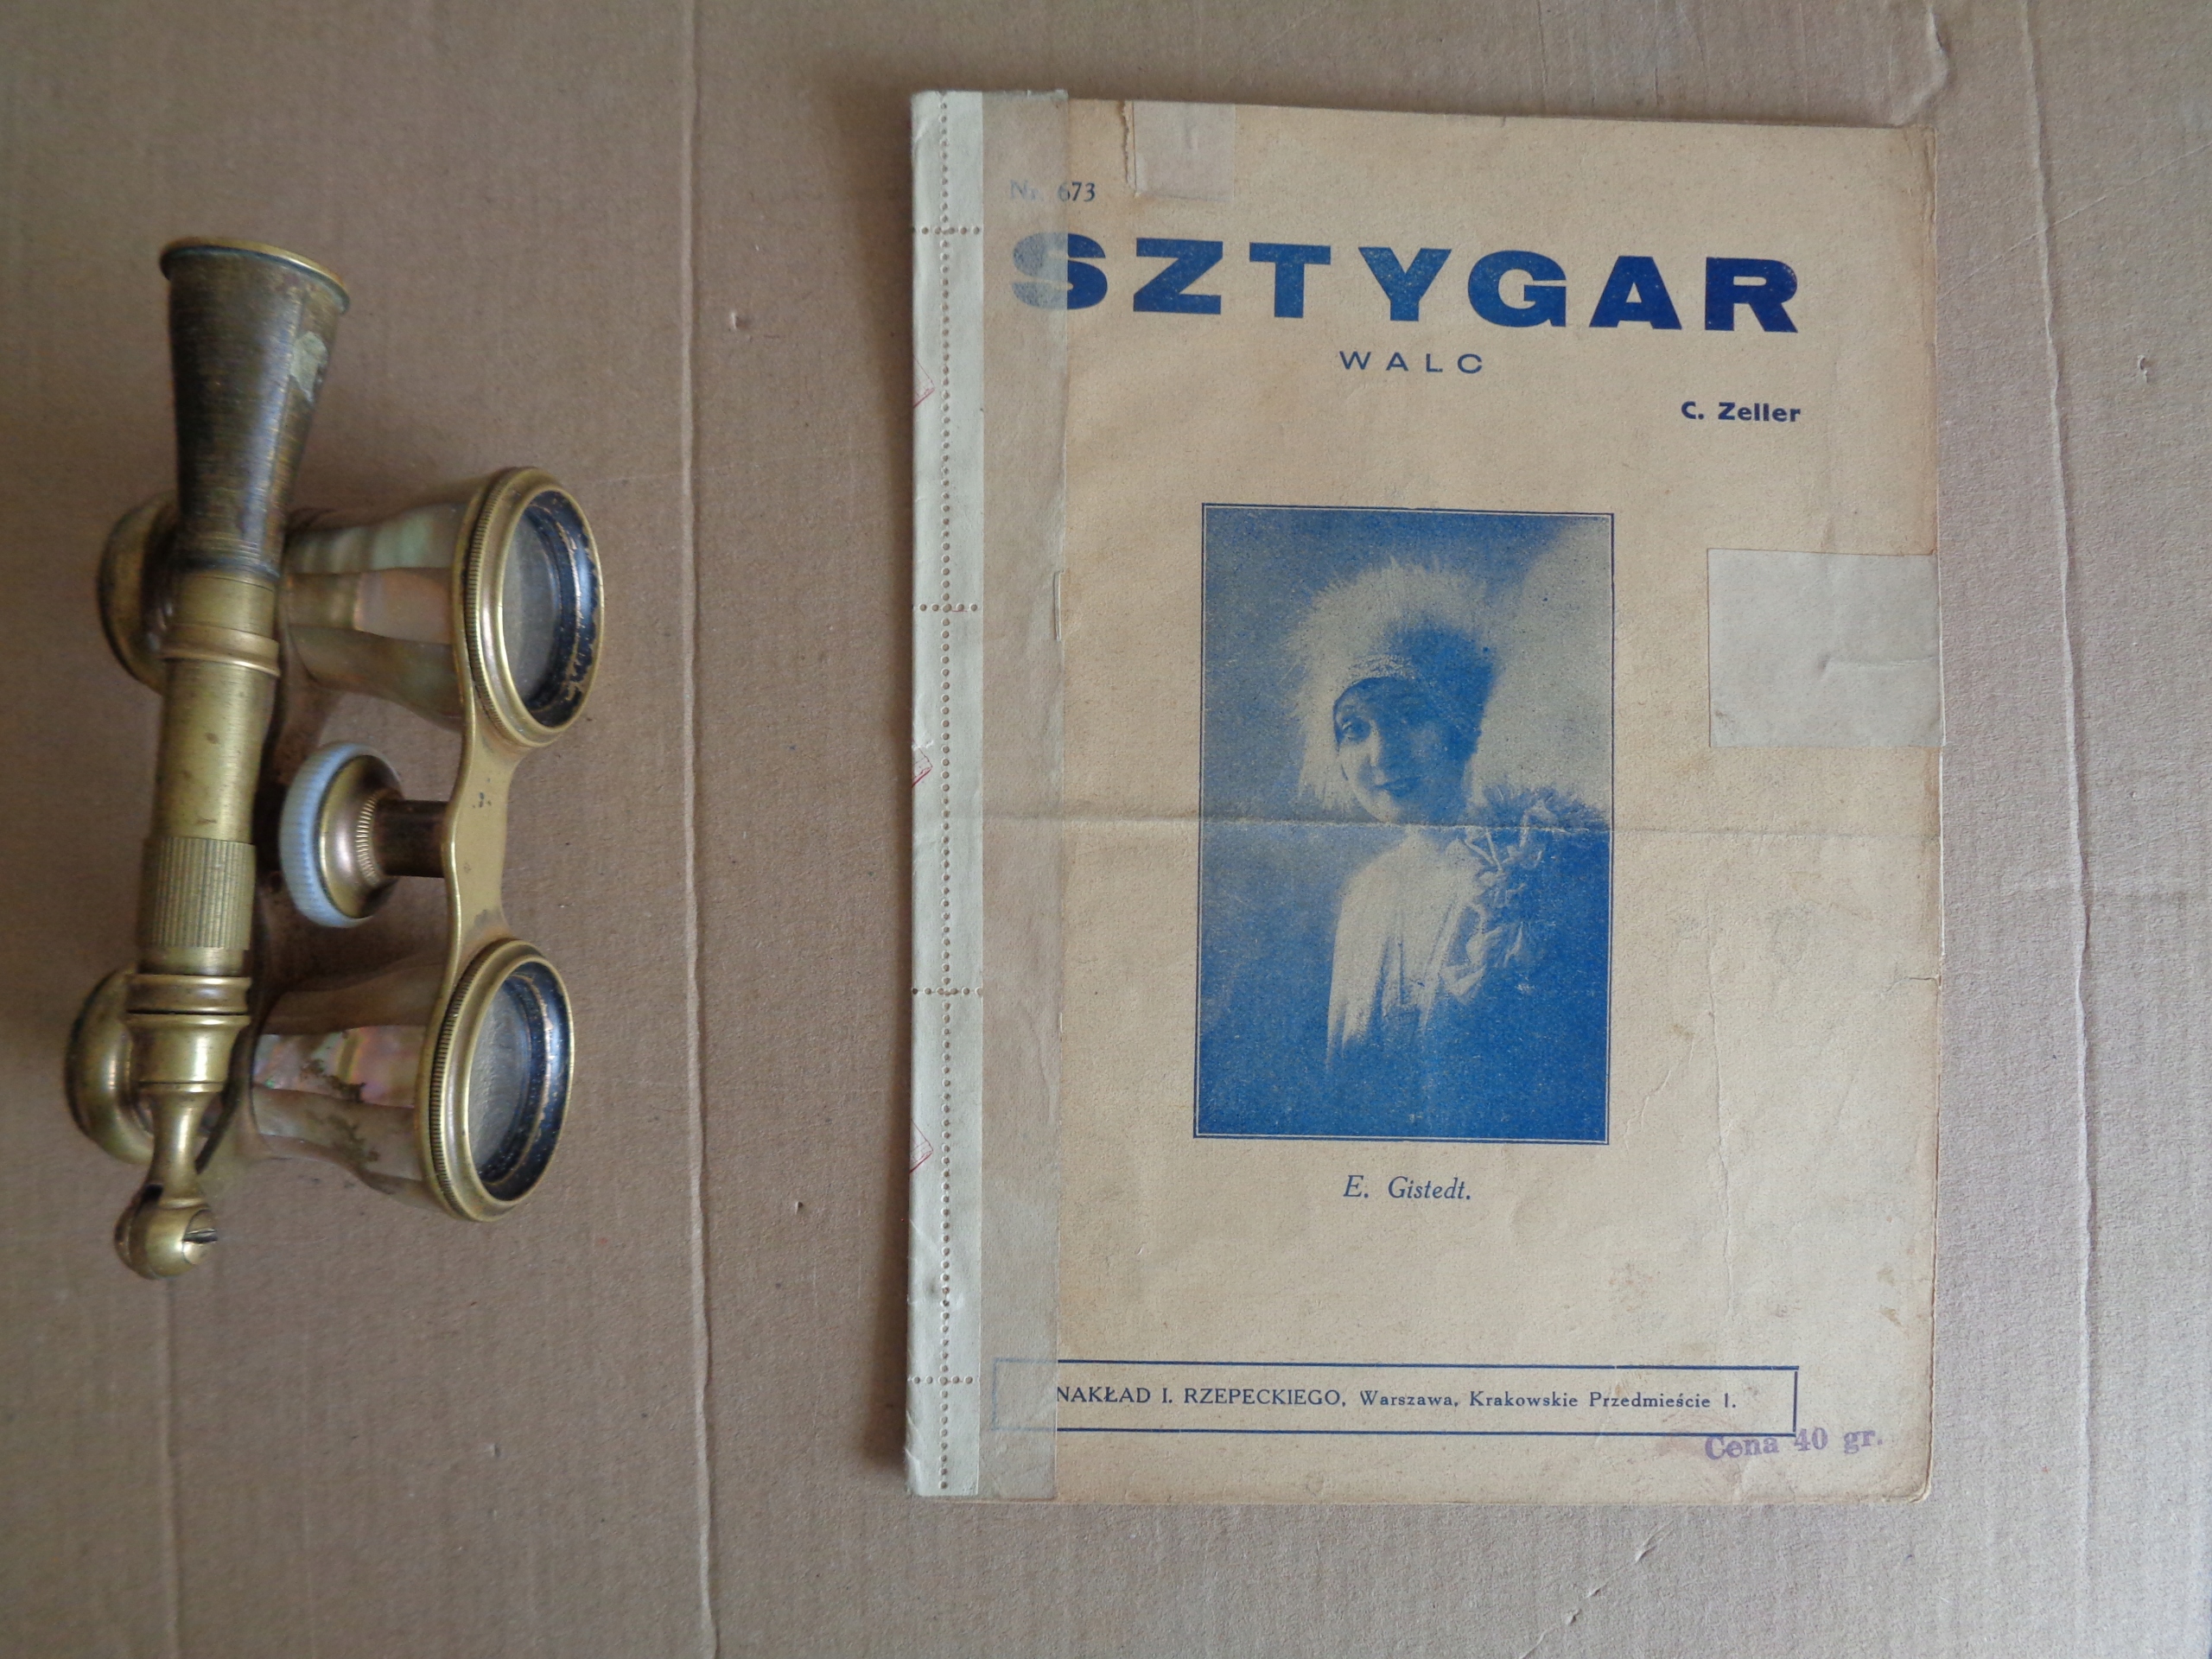 Nr. 673
SZTYGAR
WALC
C. Zeller
E. Gistedt.
NAKŁAD I. RZEPECKIEGO, Warszawa, Krakowskie Przedmieście 1.
Cena 40 gr.